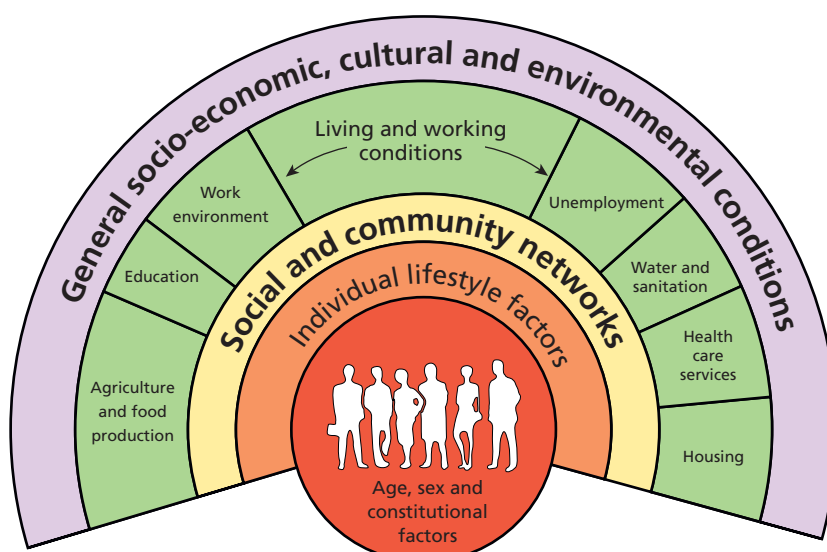 General socio-economic, cultural and environmental conditions
Living and working
conditions
Work
environment
Unemployment
Education
Water and
sanitation
Agriculture
and food
production
Health
care
services
Housing
Social and community networks
Individual lifestyle factors
Age, sex and
constitutional
factors